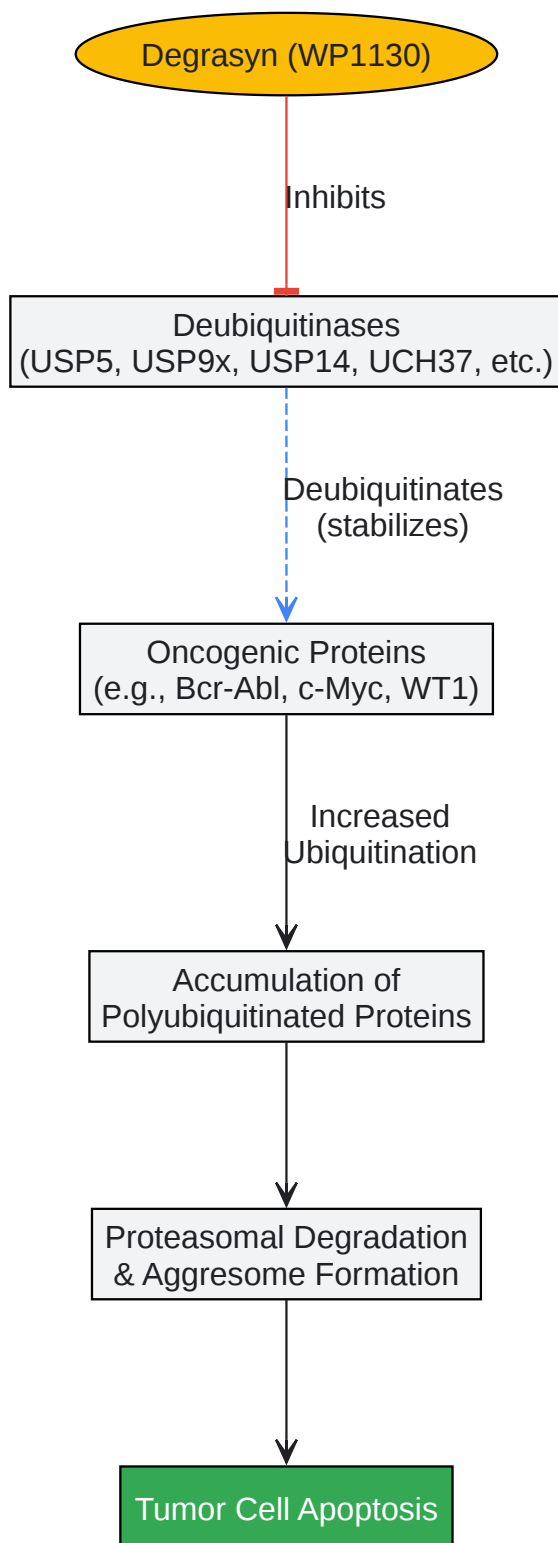 Degrasyn (WP1130)
Inhibits
Deubiquitinases
(USP5, USP9x, USP14, UCH37, etc.)
Deubiquitinates
(stabilizes)
Oncogenic Proteins
(e.g., Bcr-Abl, c-Myc, WT1)
Increased
Ubiquitination
Accumulation of
Polyubiquitinated Proteins
Proteasomal Degradation
& Aggresome Formation
Tumor Cell Apoptosis